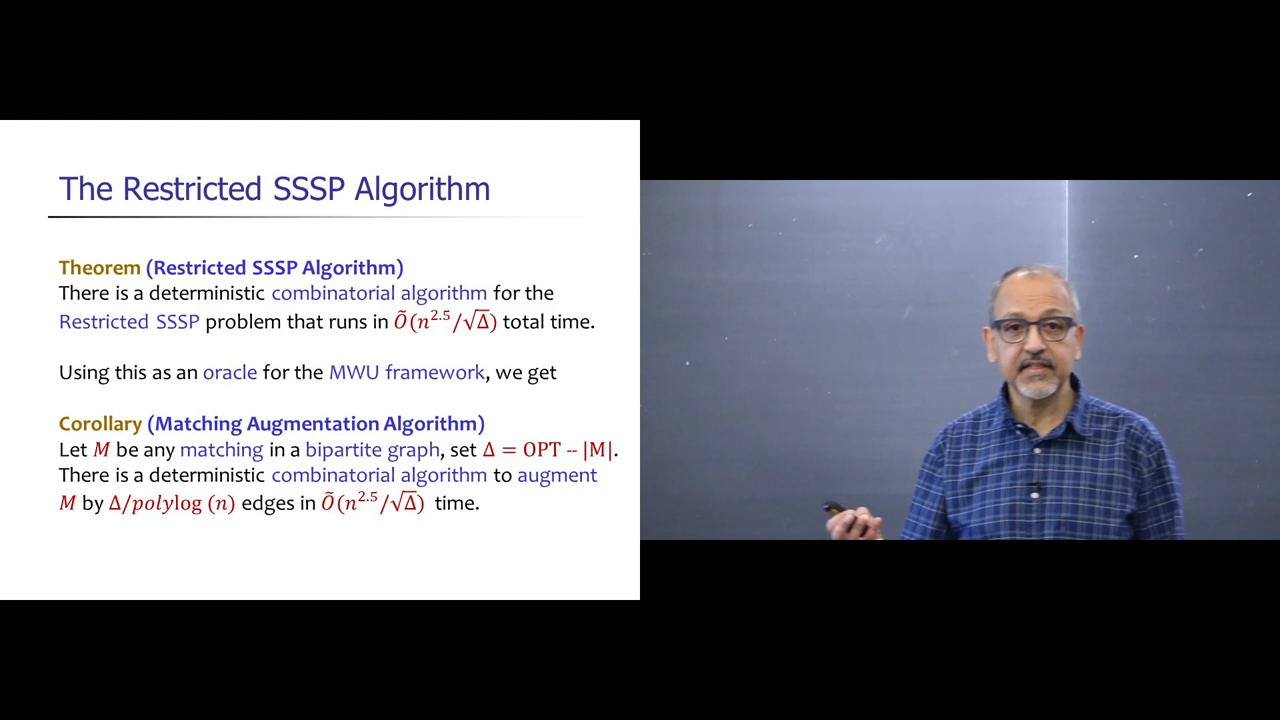 The Restricted SSSP Algorithm
Theorem (Restricted SSSP Algorithm)
There is a deterministic combinatorial algorithm for the
Restricted SSSP problem that runs in Õ(n^2.5/√Δ) total time.
Using this as an oracle for the MWU framework, we get
Corollary (Matching Augmentation Algorithm)
Let M be any matching in a bipartite graph, set Δ = OPT -- |M|.
There is a deterministic combinatorial algorithm to augment
M by Δ/polylog (n) edges in Õ(n^2.5/√Δ) time.